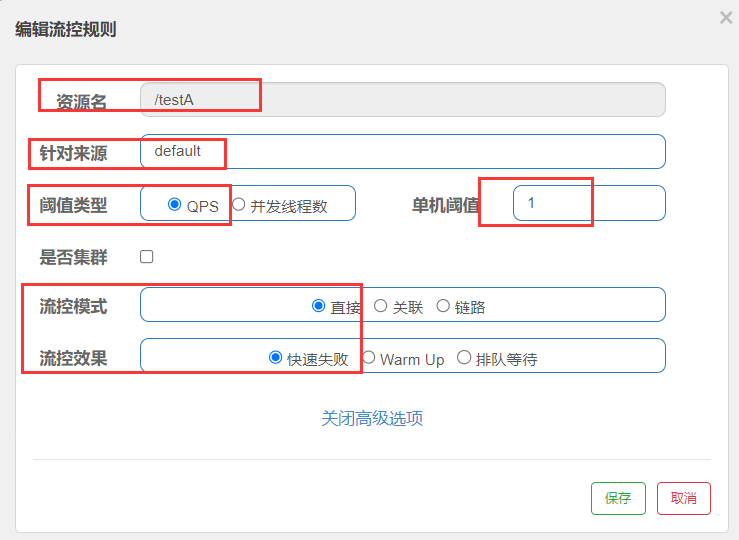 编辑流控规则 ×
资源名 /testA
针对来源 default
阈值类型 QPS 并发线程数 单机阈值 1
是否集群
流控模式 直接 关联 链路
流控效果 快速失败 Warm Up 排队等待
关闭高级选项
保存 取消